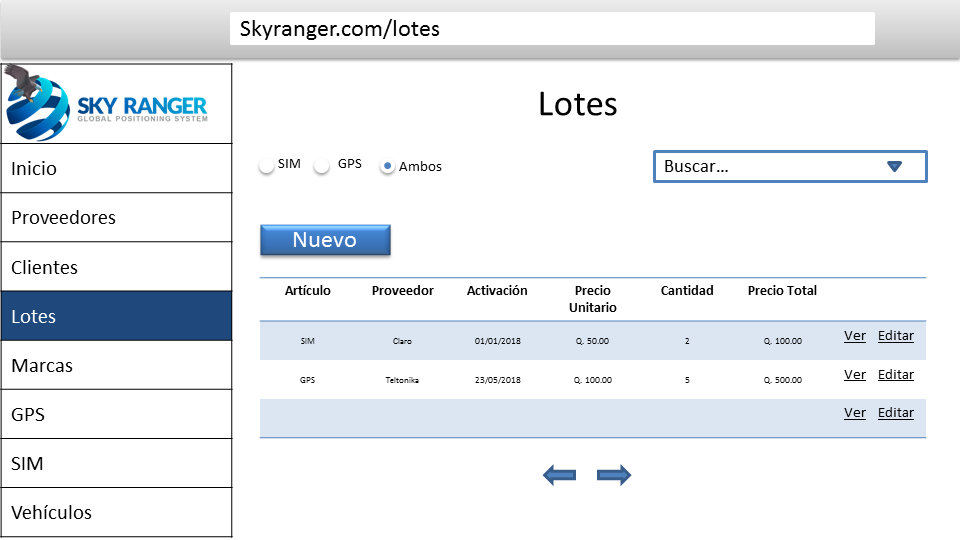 Skyranger.com/lotes
SKY RANGER
GLOBAL POSITIONING SYSTEM
Inicio
Proveedores
Clientes
Lotes
Marcas
GPS
SIM
Vehículos
Lotes
SIM GPS Ambos
Buscar...
Nuevo
Artículo Proveedor Activación Precio Unitario Cantidad Precio Total
SIM Claro 01/01/2018 Q. 50.00 2 Q. 100.00 Ver Editar
GPS Teltonika 23/05/2018 Q. 100.00 5 Q. 500.00 Ver Editar
Ver Editar